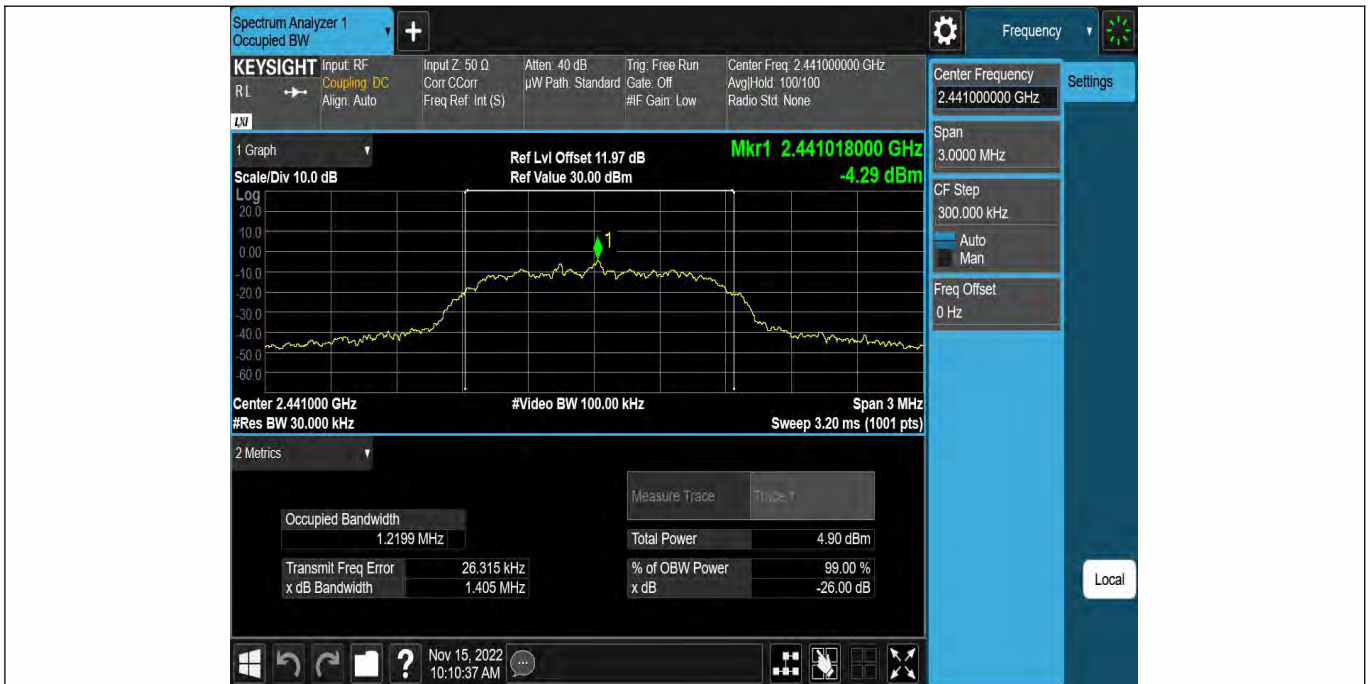 Spectrum Analyzer 1
Occupied BW
+
Frequency
KEYSIGHT
RL
LXI
Input: RF
Coupling: DC
Align: Auto
Input Z: 50 Ω
Corr CCorr
Freq Ref: Int (S)
Atten: 40 dB
µW Path: Standard
Trig: Free Run
Gate: Off
#IF Gain: Low
Center Freq: 2.441000000 GHz
Avg|Hold: 100/100
Radio Std: None
Center Frequency
2.441000000 GHz
Settings
Span
3.0000 MHz
CF Step
300.000 kHz
Auto
Man
Freq Offset
0 Hz
Local
1 Graph
Scale/Div 10.0 dB
Ref Lvl Offset 11.97 dB
Ref Value 30.00 dBm
Mkr1 2.441018000 GHz
-4.29 dBm
Log
20.0
10.0
0.00
-10.0
-20.0
-30.0
-40.0
-50.0
-60.0
1
Center 2.441000 GHz
#Res BW 30.000 kHz
#Video BW 100.00 kHz
Span 3 MHz
Sweep 3.20 ms (1001 pts)
2 Metrics
Measure Trace
Trace 1
Occupied Bandwidth
1.2199 MHz
Total Power 4.90 dBm
Transmit Freq Error 26.315 kHz
% of OBW Power 99.00 %
x dB Bandwidth 1.405 MHz
x dB -26.00 dB
?
Nov 15, 2022
10:10:37 AM